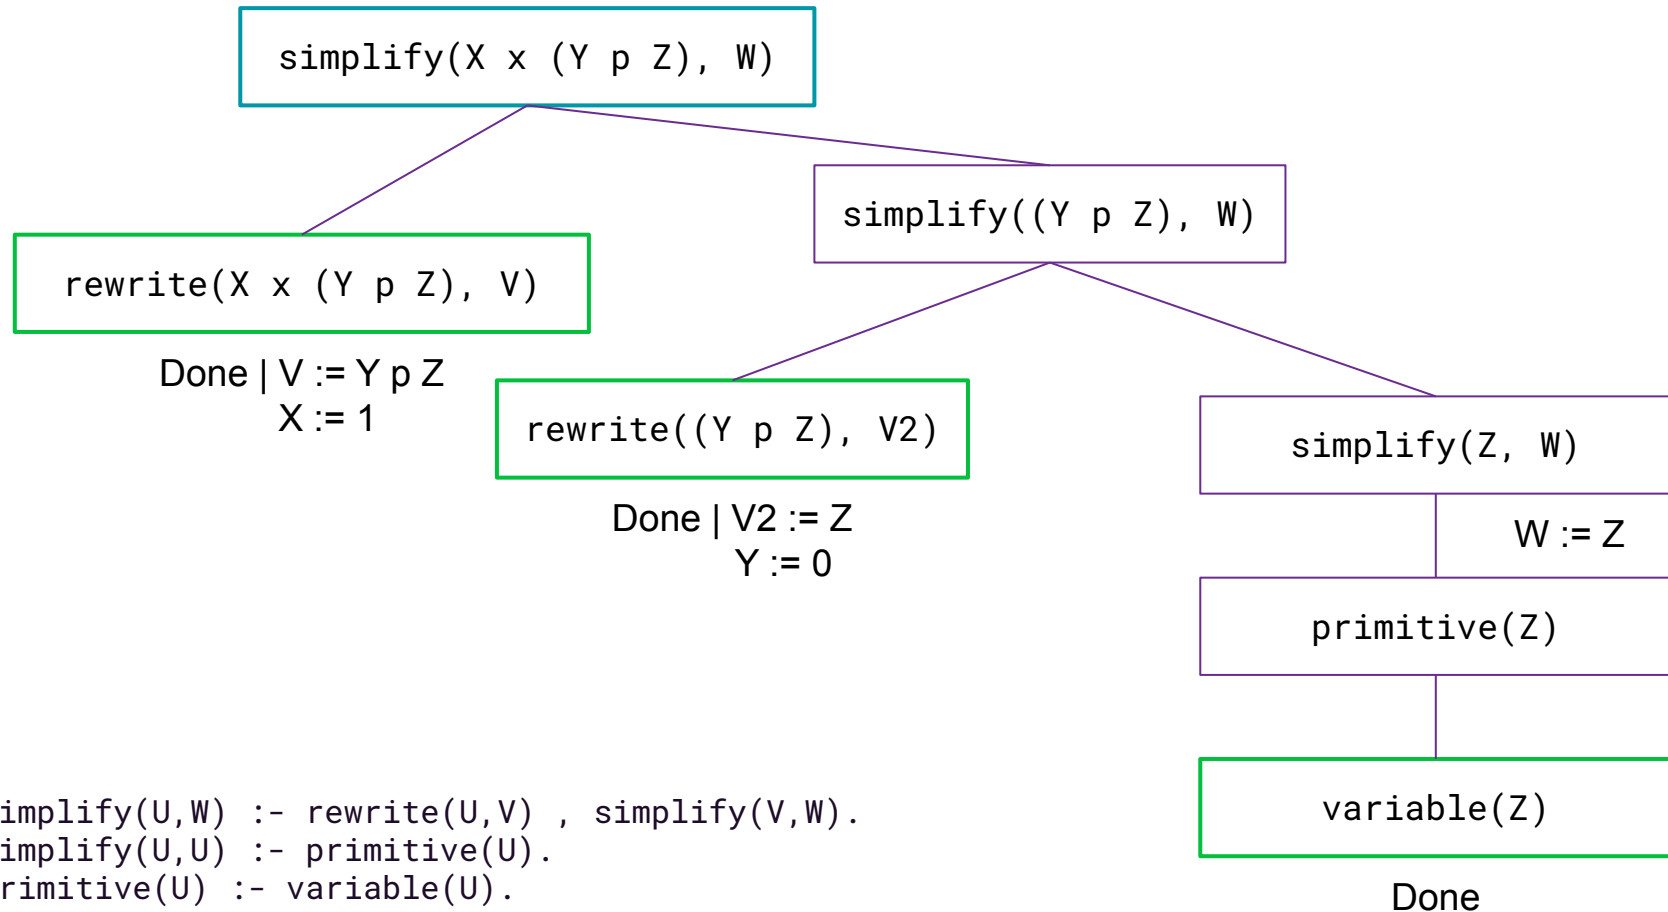 simplify(X x (Y p Z), W)
simplify((Y p Z), W)
rewrite(X x (Y p Z), V)
Done | V := Y p Z
X := 1
rewrite((Y p Z), V2)
Done | V2 := Z
Y := 0
simplify(Z, W)
W := Z
primitive(Z)
variable(Z)
Done
implify(U,W) :- rewrite(U,V) , simplify(V,W).
implify(U,U) :- primitive(U).
rimitive(U) :- variable(U).